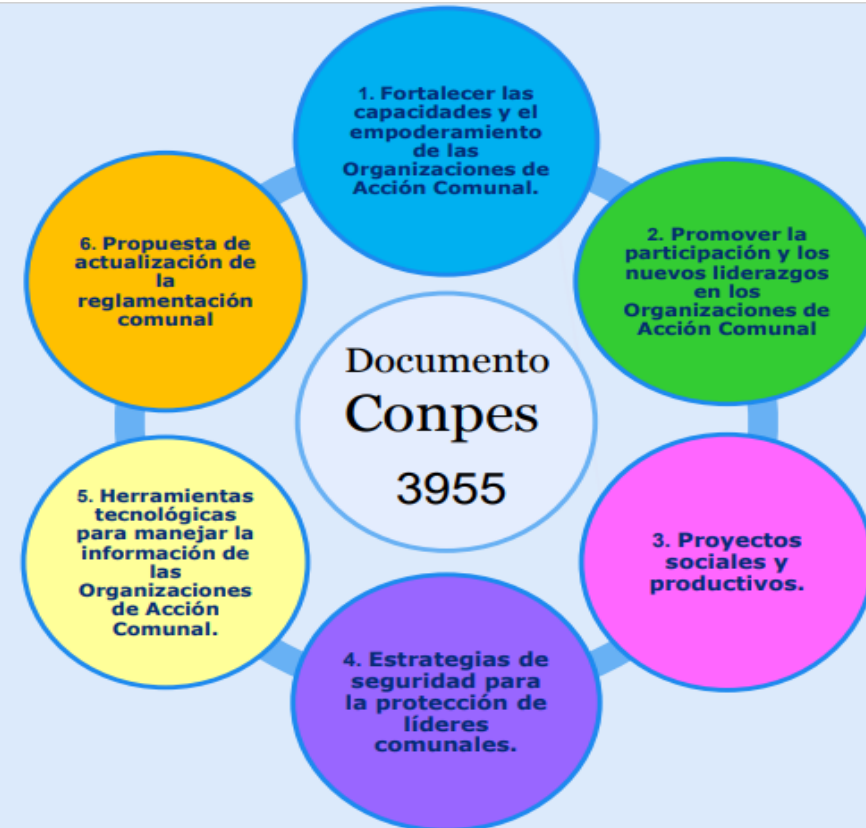 1. Fortalecer las
capacidades y el
empoderamiento
de las
Organizaciones de
Acción Comunal.
2. Promover la
participación y los
nuevos liderazgos
en los
Organizaciones de
Acción Comunal
3. Proyectos
sociales y
productivos.
4. Estrategias de
seguridad para
la protección de
líderes
comunales.
5. Herramientas
tecnológicas
para manejar la
información de
las
Organizaciones
de Acción
Comunal.
6. Propuesta de
actualización de
la
reglamentación
comunal
Documento
Conpes
3955